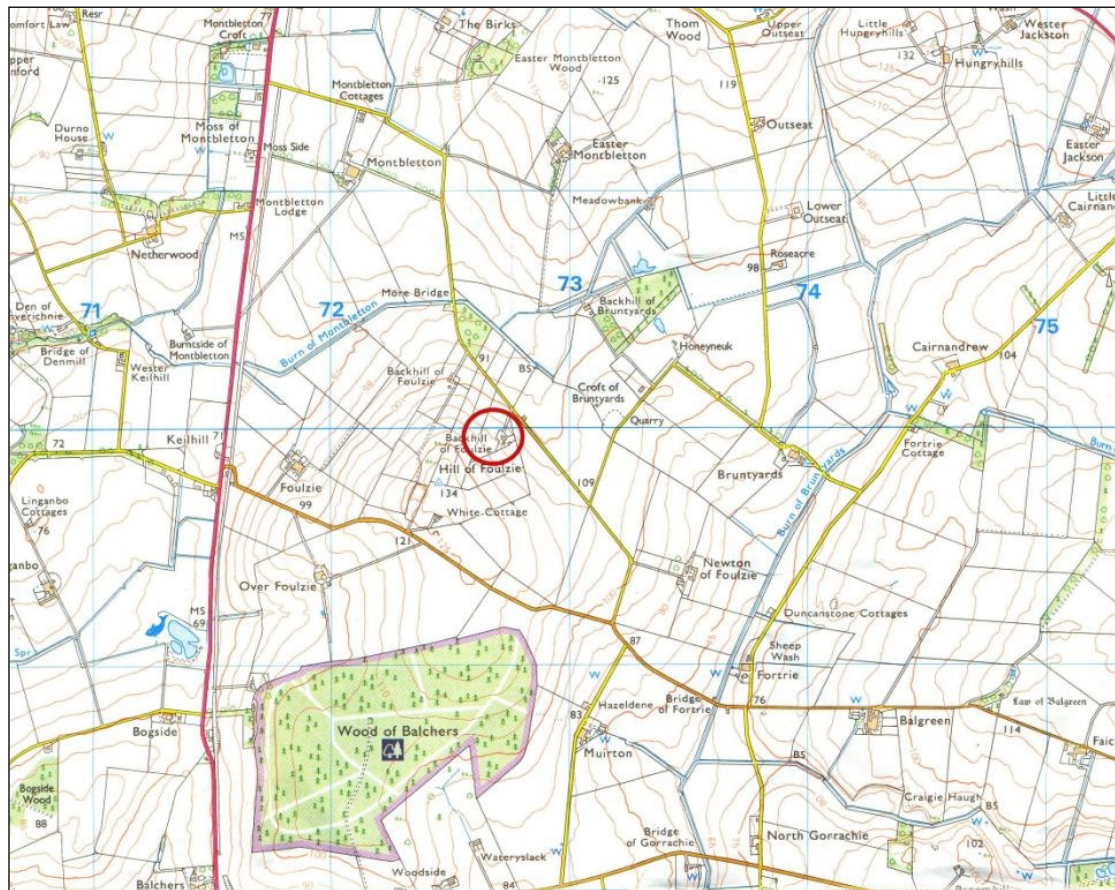 Resr
Montbletton
Croft
The Birks
Thom
Wood
Upper
Outseat
Little
Hungryhills
Wester
Jackston
132
Hungryhills
Easter Montbletton
Wood
125
119
Montbletton
Cottages
Durno
House
W
Moss of
Montbletton
W
Moss Side
Montbletton
Easter
Montbletton
Outseat
Easter
Jackson
Meadowbank
Montbletton
Lodge
Lower
Outseat
Little
MS
Netherwood
Roseacre
98
73
74
More Bridge
Backhill of
Bruntyards
Den of
71
72
Burn of Montbletton
75
Bridge of
Denmill
Burntside of
Montbletton
Wester
Keilhill
91
BS
Honeyneuk
Cairnandrew
104
Backhill of
Foulzie
Croft of
Bruntyards
W
Quarry
72
Keilhill
71
Backhill
of Foulzie
Hill of Foulzie
Fortrie
Cottage
Foulzie
134
109
Bruntyards
Burn of Bruntyards
Linganbo
Cottages
76
99
White Cottage
121
Newton
of Foulzie
Over Foulzie
Duncanstone Cottages
MS
69
Spr
87
Sheep
Wash
Fortrie
W
W
Hazeldene
Bridge
of Fortrie
76
Wood of Balchers
83
Balgreen
Law of Balgreen
114
Bogside
Muirton
BS
Bogside
Wood
88
Craigie Haugh
BS
W
Bridge
of Gorrachie
North Gorrachie
102
Wateryslack
Woodside
84
Balchers